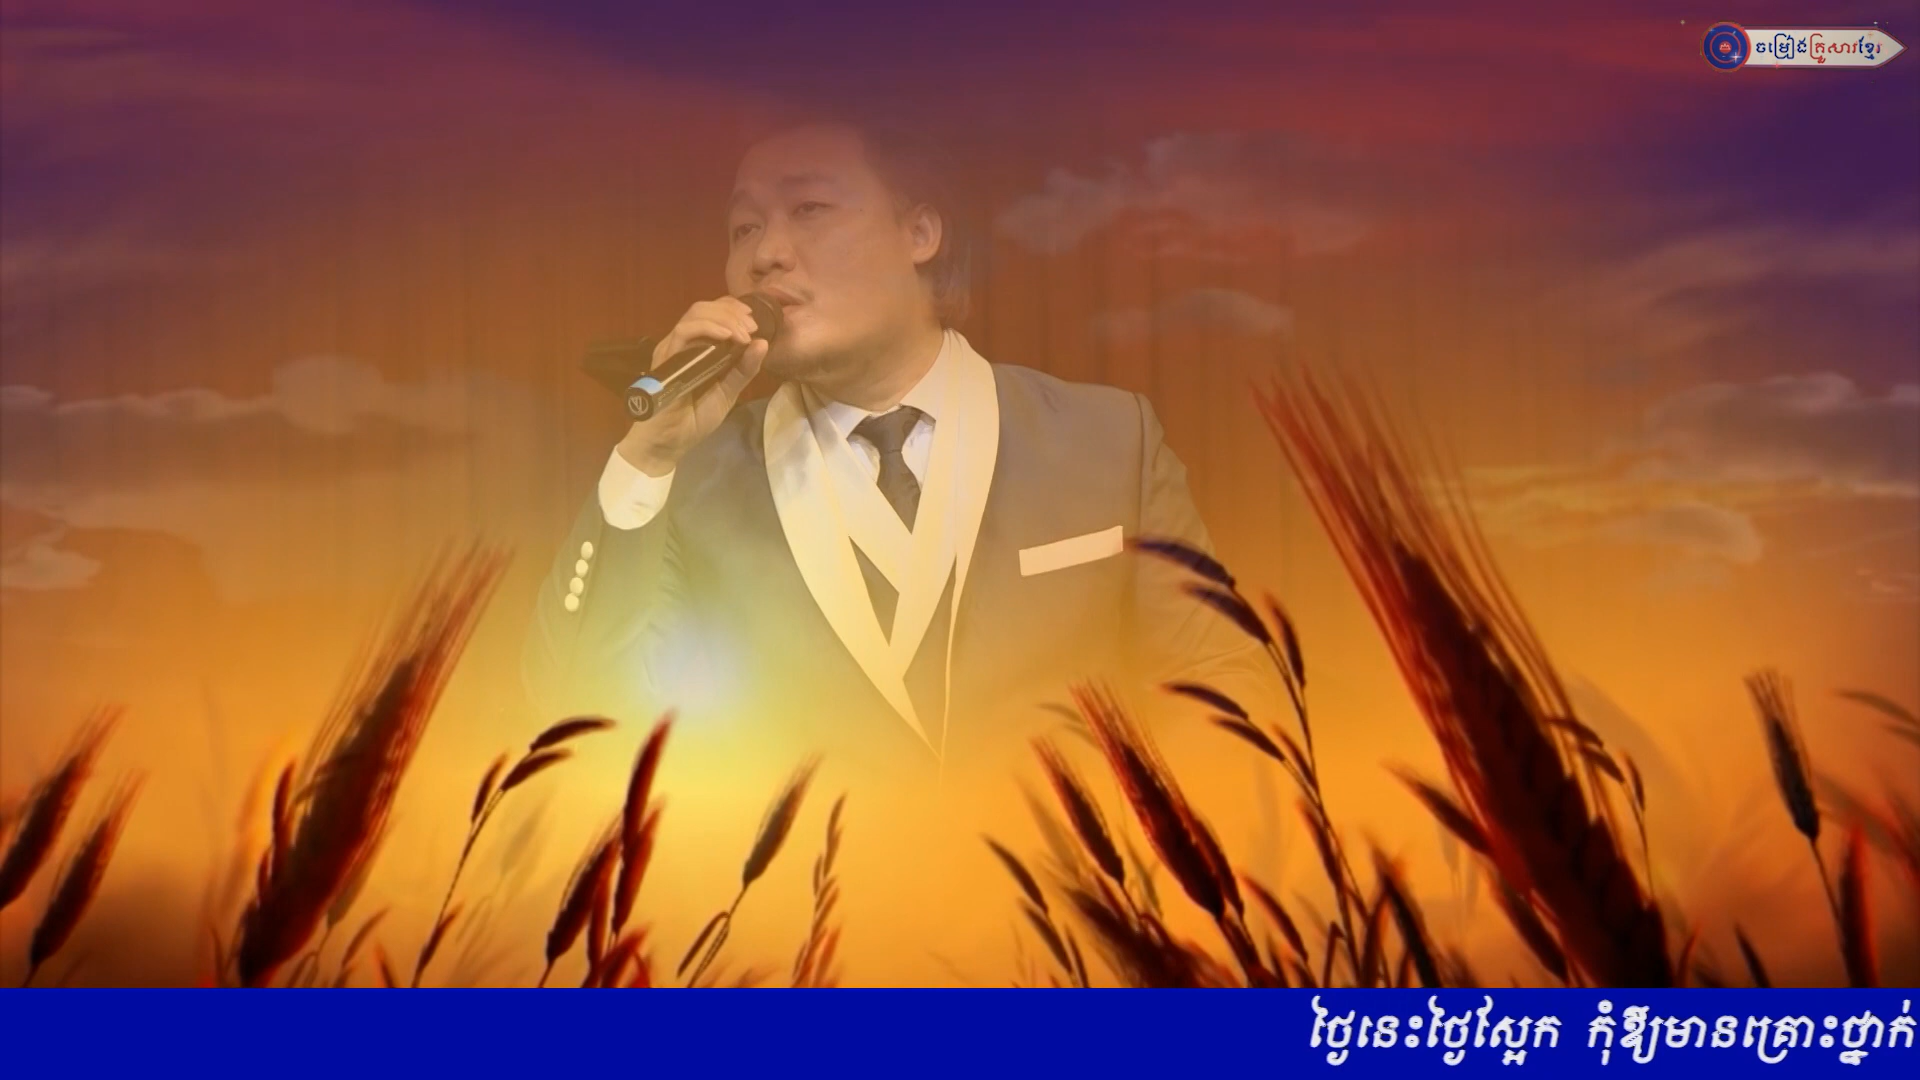 ចម្រៀងគ្រួសារខ្មែរ
ថ្ងៃនេះថ្ងៃស្អែក កុំឱ្យមានគ្រោះថ្នាក់